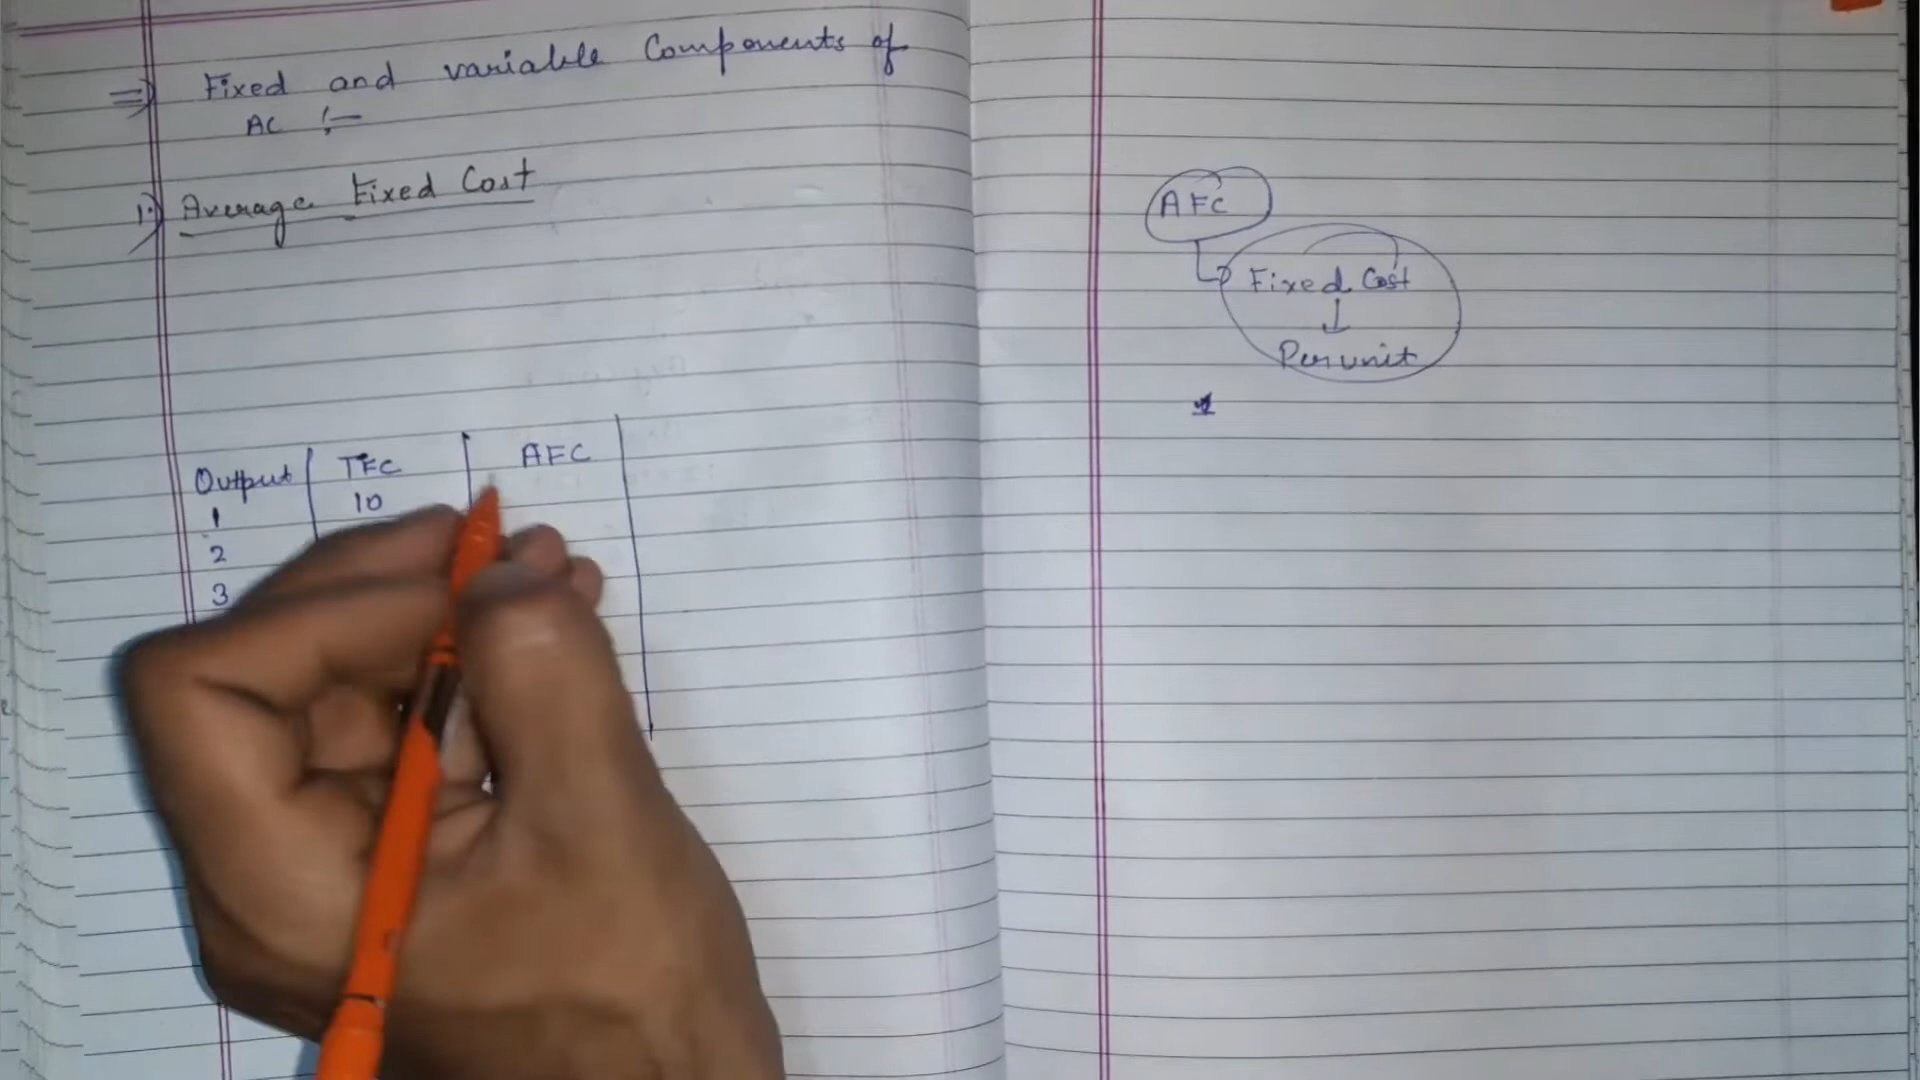 =) Fixed and variable Components of
AC :-
1.) Average Fixed Cost
Output TFC AFC
1 10
2
3
AFC
Fixed Cost
Per unit